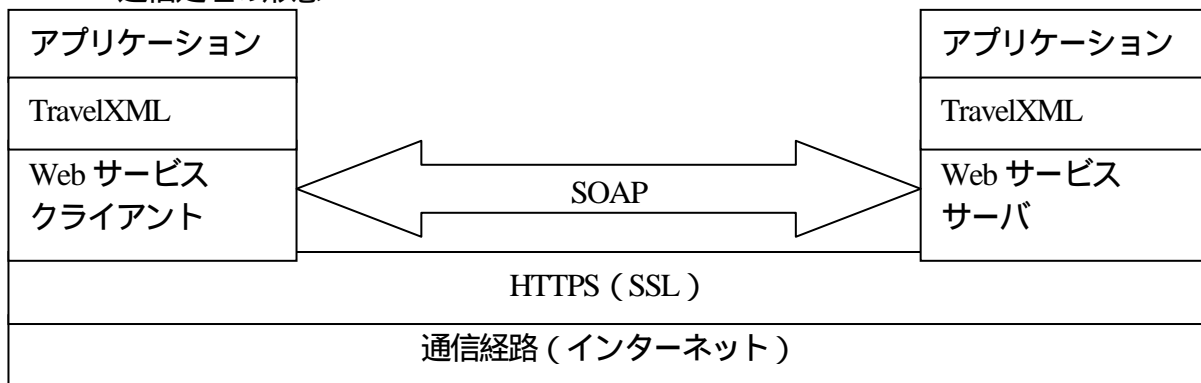 アプリケーション
TravelXML
Web サービス
クライアント
SOAP
アプリケーション
TravelXML
Web サービス
サーバ
HTTPS（SSL）
通信経路（インターネット）